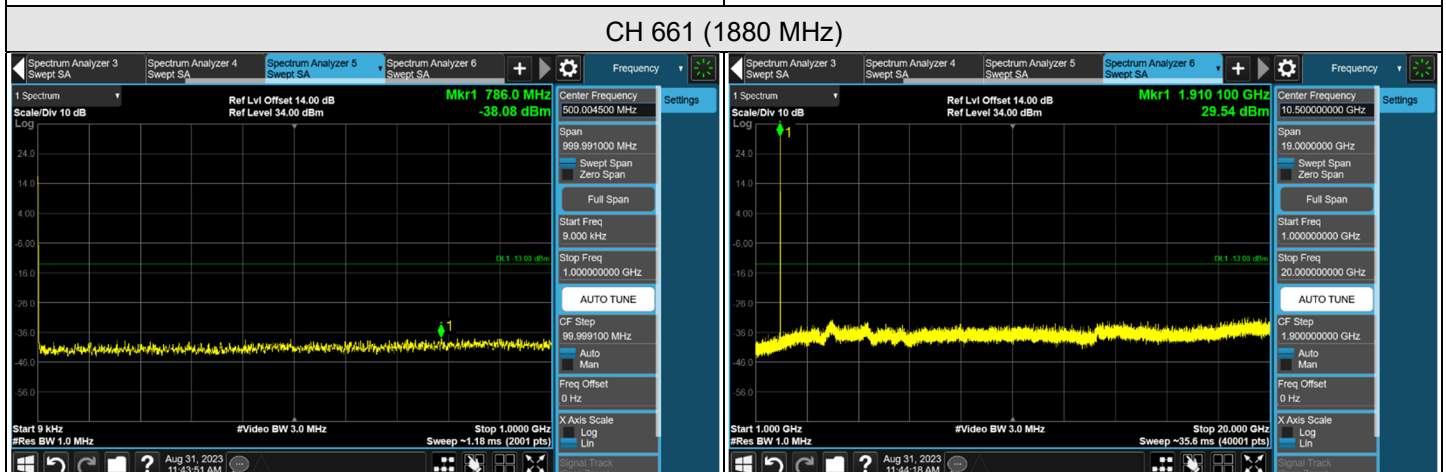 CH 661 (1880 MHz)
Spectrum Analyzer 3
Swept SA
Spectrum Analyzer 4
Swept SA
Spectrum Analyzer 5
Swept SA
Spectrum Analyzer 6
Swept SA
Frequency
1 Spectrum
Scale/Div 10 dB
Ref Lvl Offset 14.00 dB
Ref Level 34.00 dBm
Mkr1 786.0 MHz
-38.08 dBm
Log
24.0
14.0
4.00
-6.00
-16.0
-26.0
-36.0
-46.0
-56.0
DL1 -13.00 dBm
1
Start 9 kHz
#Res BW 1.0 MHz
#Video BW 3.0 MHz
Stop 1.0000 GHz
Sweep ~1.18 ms (2001 pts)
Center Frequency
500.004500 MHz
Settings
Span
999.991000 MHz
Swept Span
Zero Span
Full Span
Start Freq
9.000 kHz
Stop Freq
1.000000000 GHz
AUTO TUNE
CF Step
99.999100 MHz
Auto
Man
Freq Offset
0 Hz
X Axis Scale
Log
Lin
Signal Track
?
Aug 31, 2023
11:43:51 AM
Spectrum Analyzer 3
Swept SA
Spectrum Analyzer 4
Swept SA
Spectrum Analyzer 5
Swept SA
Spectrum Analyzer 6
Swept SA
Frequency
1 Spectrum
Scale/Div 10 dB
Ref Lvl Offset 14.00 dB
Ref Level 34.00 dBm
Mkr1 1.910 100 GHz
29.54 dBm
Log
24.0
14.0
4.00
-6.00
-16.0
-26.0
-36.0
-46.0
-56.0
DL1 -13.00 dBm
1
Start 1.000 GHz
#Res BW 1.0 MHz
#Video BW 3.0 MHz
Stop 20.000 GHz
Sweep ~35.6 ms (40001 pts)
Center Frequency
10.500000000 GHz
Settings
Span
19.0000000 GHz
Swept Span
Zero Span
Full Span
Start Freq
1.000000000 GHz
Stop Freq
20.000000000 GHz
AUTO TUNE
CF Step
1.900000000 GHz
Auto
Man
Freq Offset
0 Hz
X Axis Scale
Log
Lin
Signal Track
?
Aug 31, 2023
11:44:18 AM